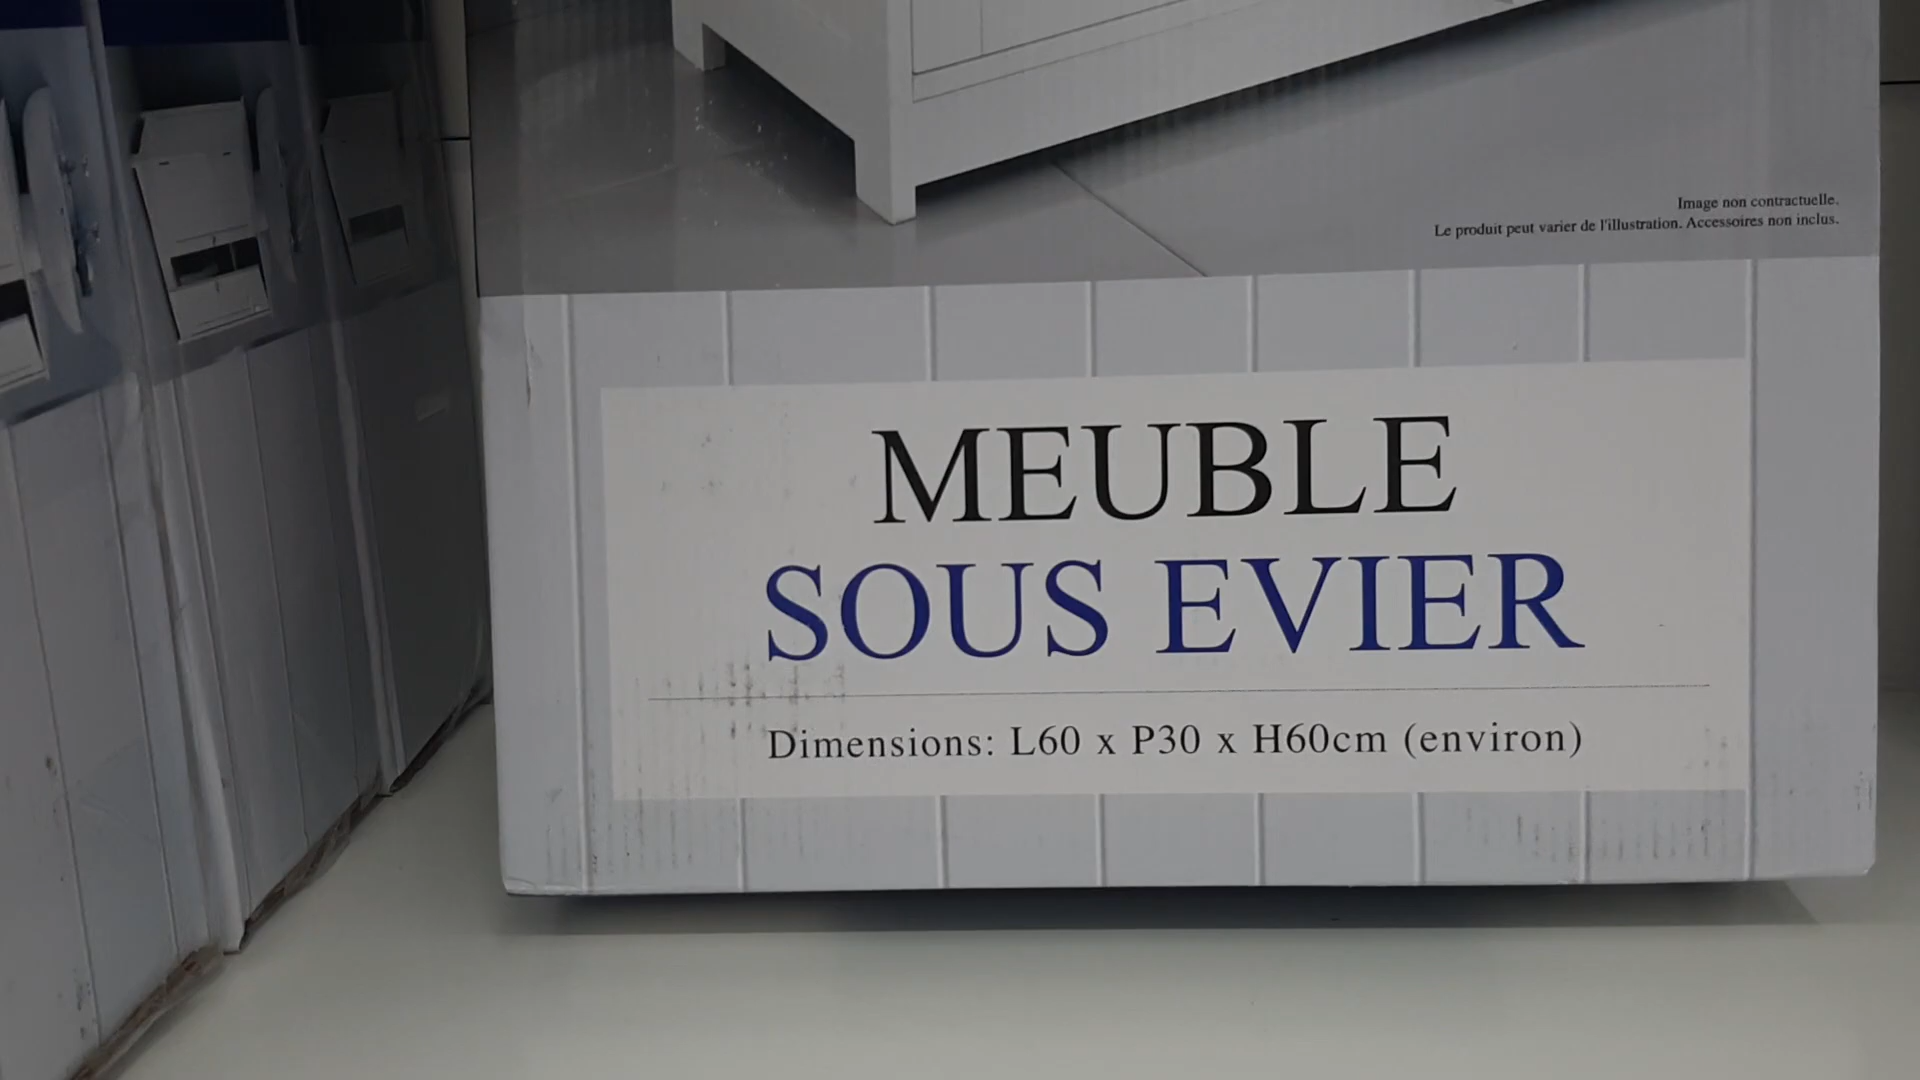 Image non contractuelle.
Le produit peut varier de l'illustration. Accessoires non inclus.
MEUBLE
SOUS EVIER
Dimensions: L60 x P30 x H60cm (environ)